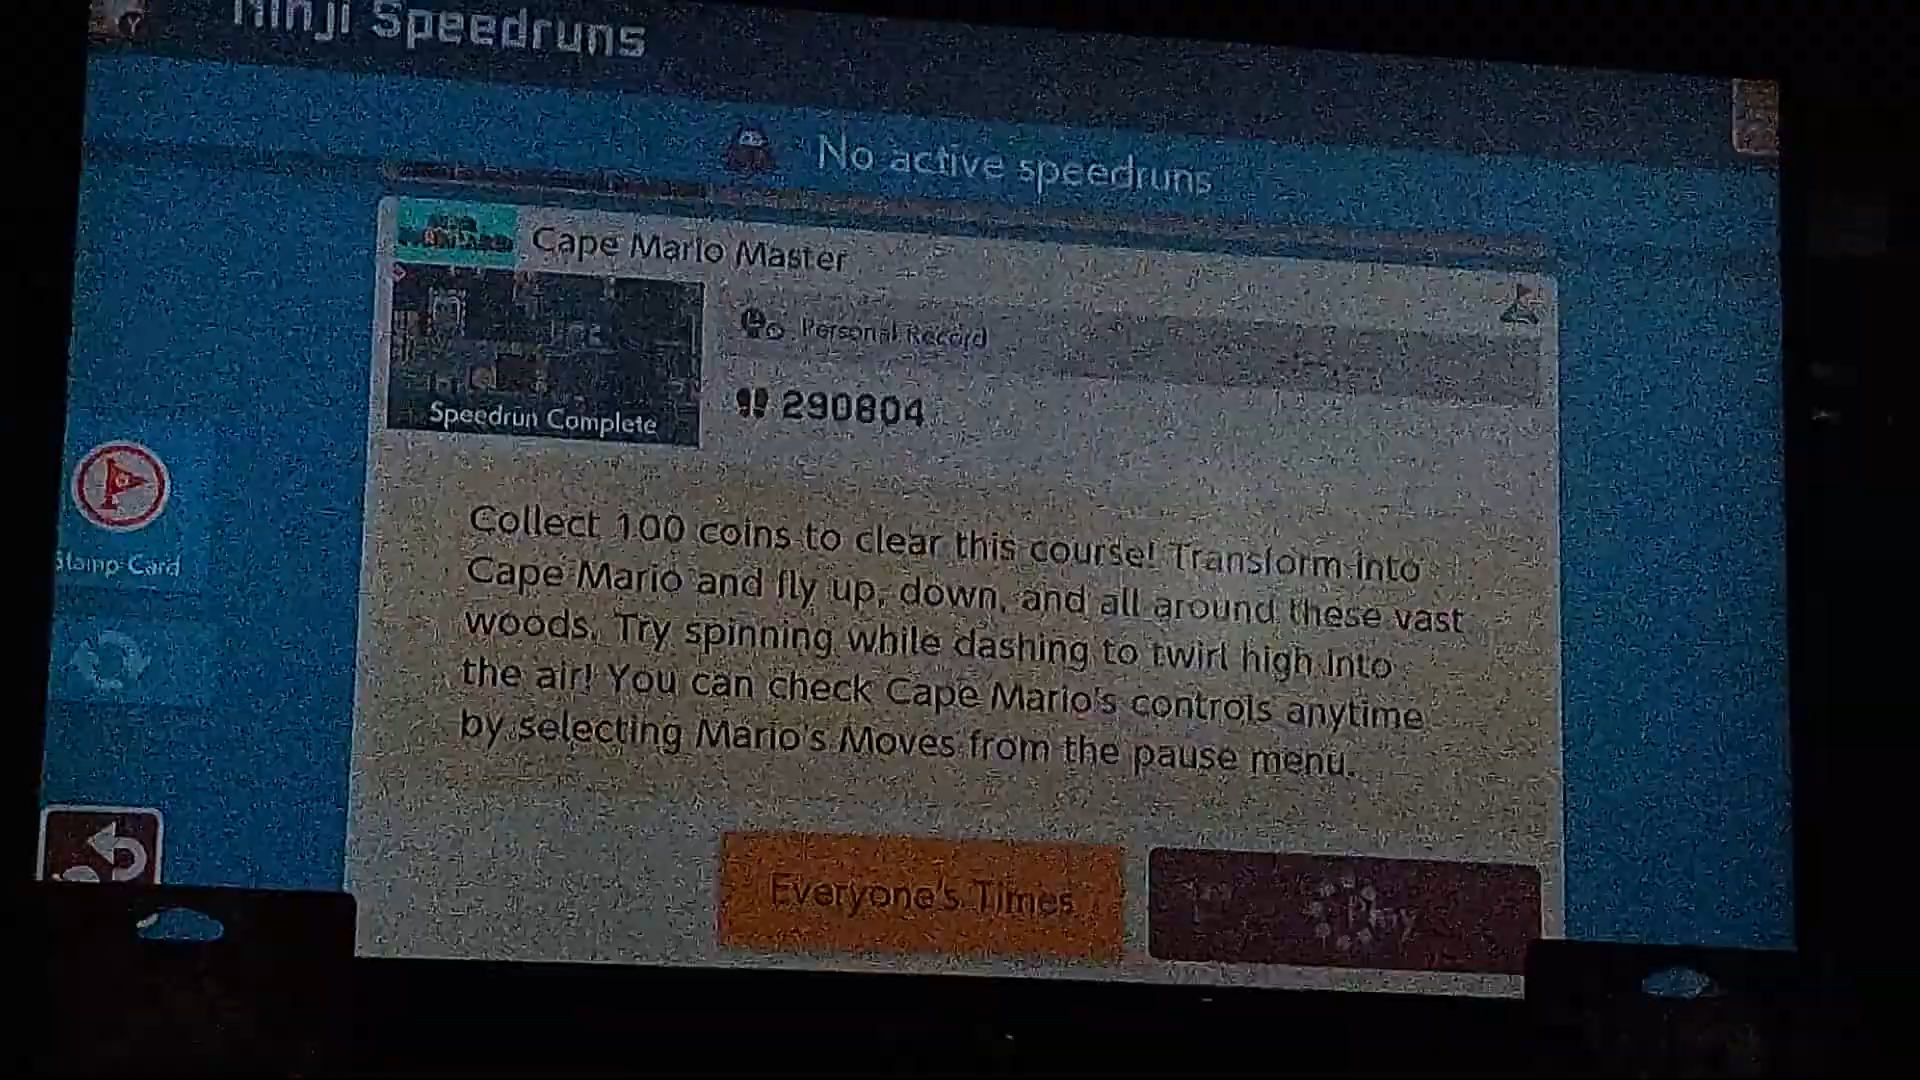 Ninji Speedruns
No active speedruns
Cape Mario Master
Personal Record
Speedrun Complete
290804
Collect 100 coins to clear this course! Transform into
Cape Mario and fly up, down, and all around these vast
woods. Try spinning while dashing to twirl high into
the air! You can check Cape Mario's controls anytime
by selecting Mario's Moves from the pause menu.
Stamp Card
Everyone's Times